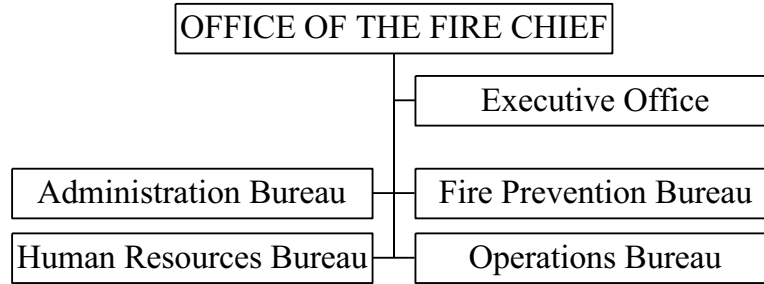 OFFICE OF THE FIRE CHIEF
Executive Office
Administration Bureau
Fire Prevention Bureau
Human Resources Bureau
Operations Bureau